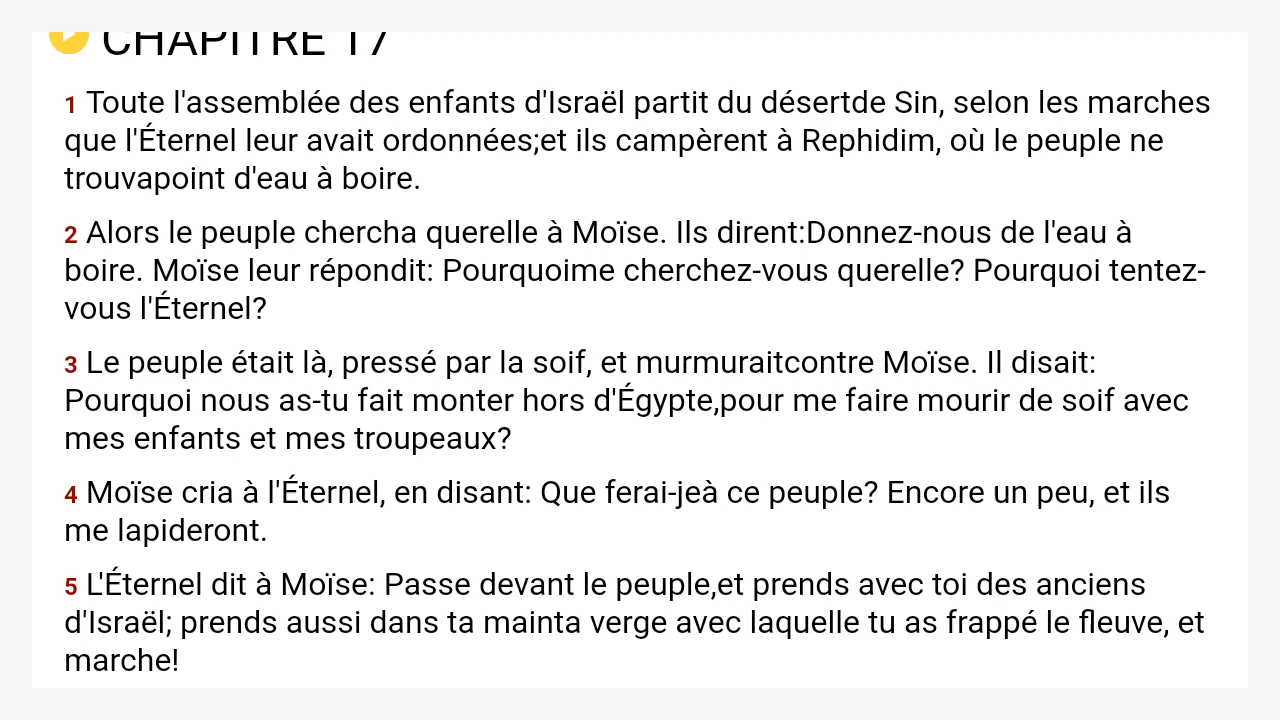 CHAPITRE 17
1 Toute l'assemblée des enfants d'Israël partit du désertde Sin, selon les marches
que l'Éternel leur avait ordonnées;et ils campèrent à Rephidim, où le peuple ne
trouvapoint d'eau à boire.
2 Alors le peuple chercha querelle à Moïse. Ils dirent:Donnez-nous de l'eau à
boire. Moïse leur répondit: Pourquoime cherchez-vous querelle? Pourquoi tentez-
vous l'Éternel?
3 Le peuple était là, pressé par la soif, et murmuraitcontre Moïse. Il disait:
Pourquoi nous as-tu fait monter hors d'Égypte,pour me faire mourir de soif avec
mes enfants et mes troupeaux?
4 Moïse cria à l'Éternel, en disant: Que ferai-jeà ce peuple? Encore un peu, et ils
me lapideront.
5 L'Éternel dit à Moïse: Passe devant le peuple,et prends avec toi des anciens
d'Israël; prends aussi dans ta mainta verge avec laquelle tu as frappé le fleuve, et
marche!